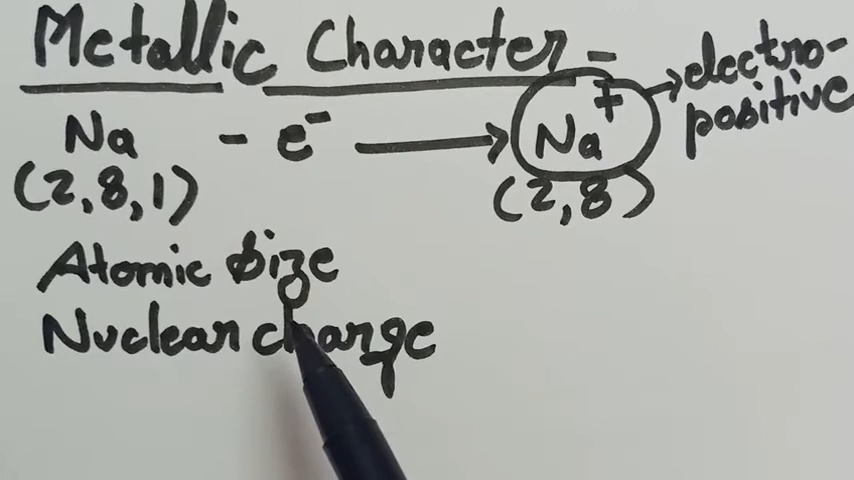 Metallic Character -
Na - e⁻ → Na⁺ → electro-
positive
(2,8,1) (2,8)
Atomic Size
Nuclear charge